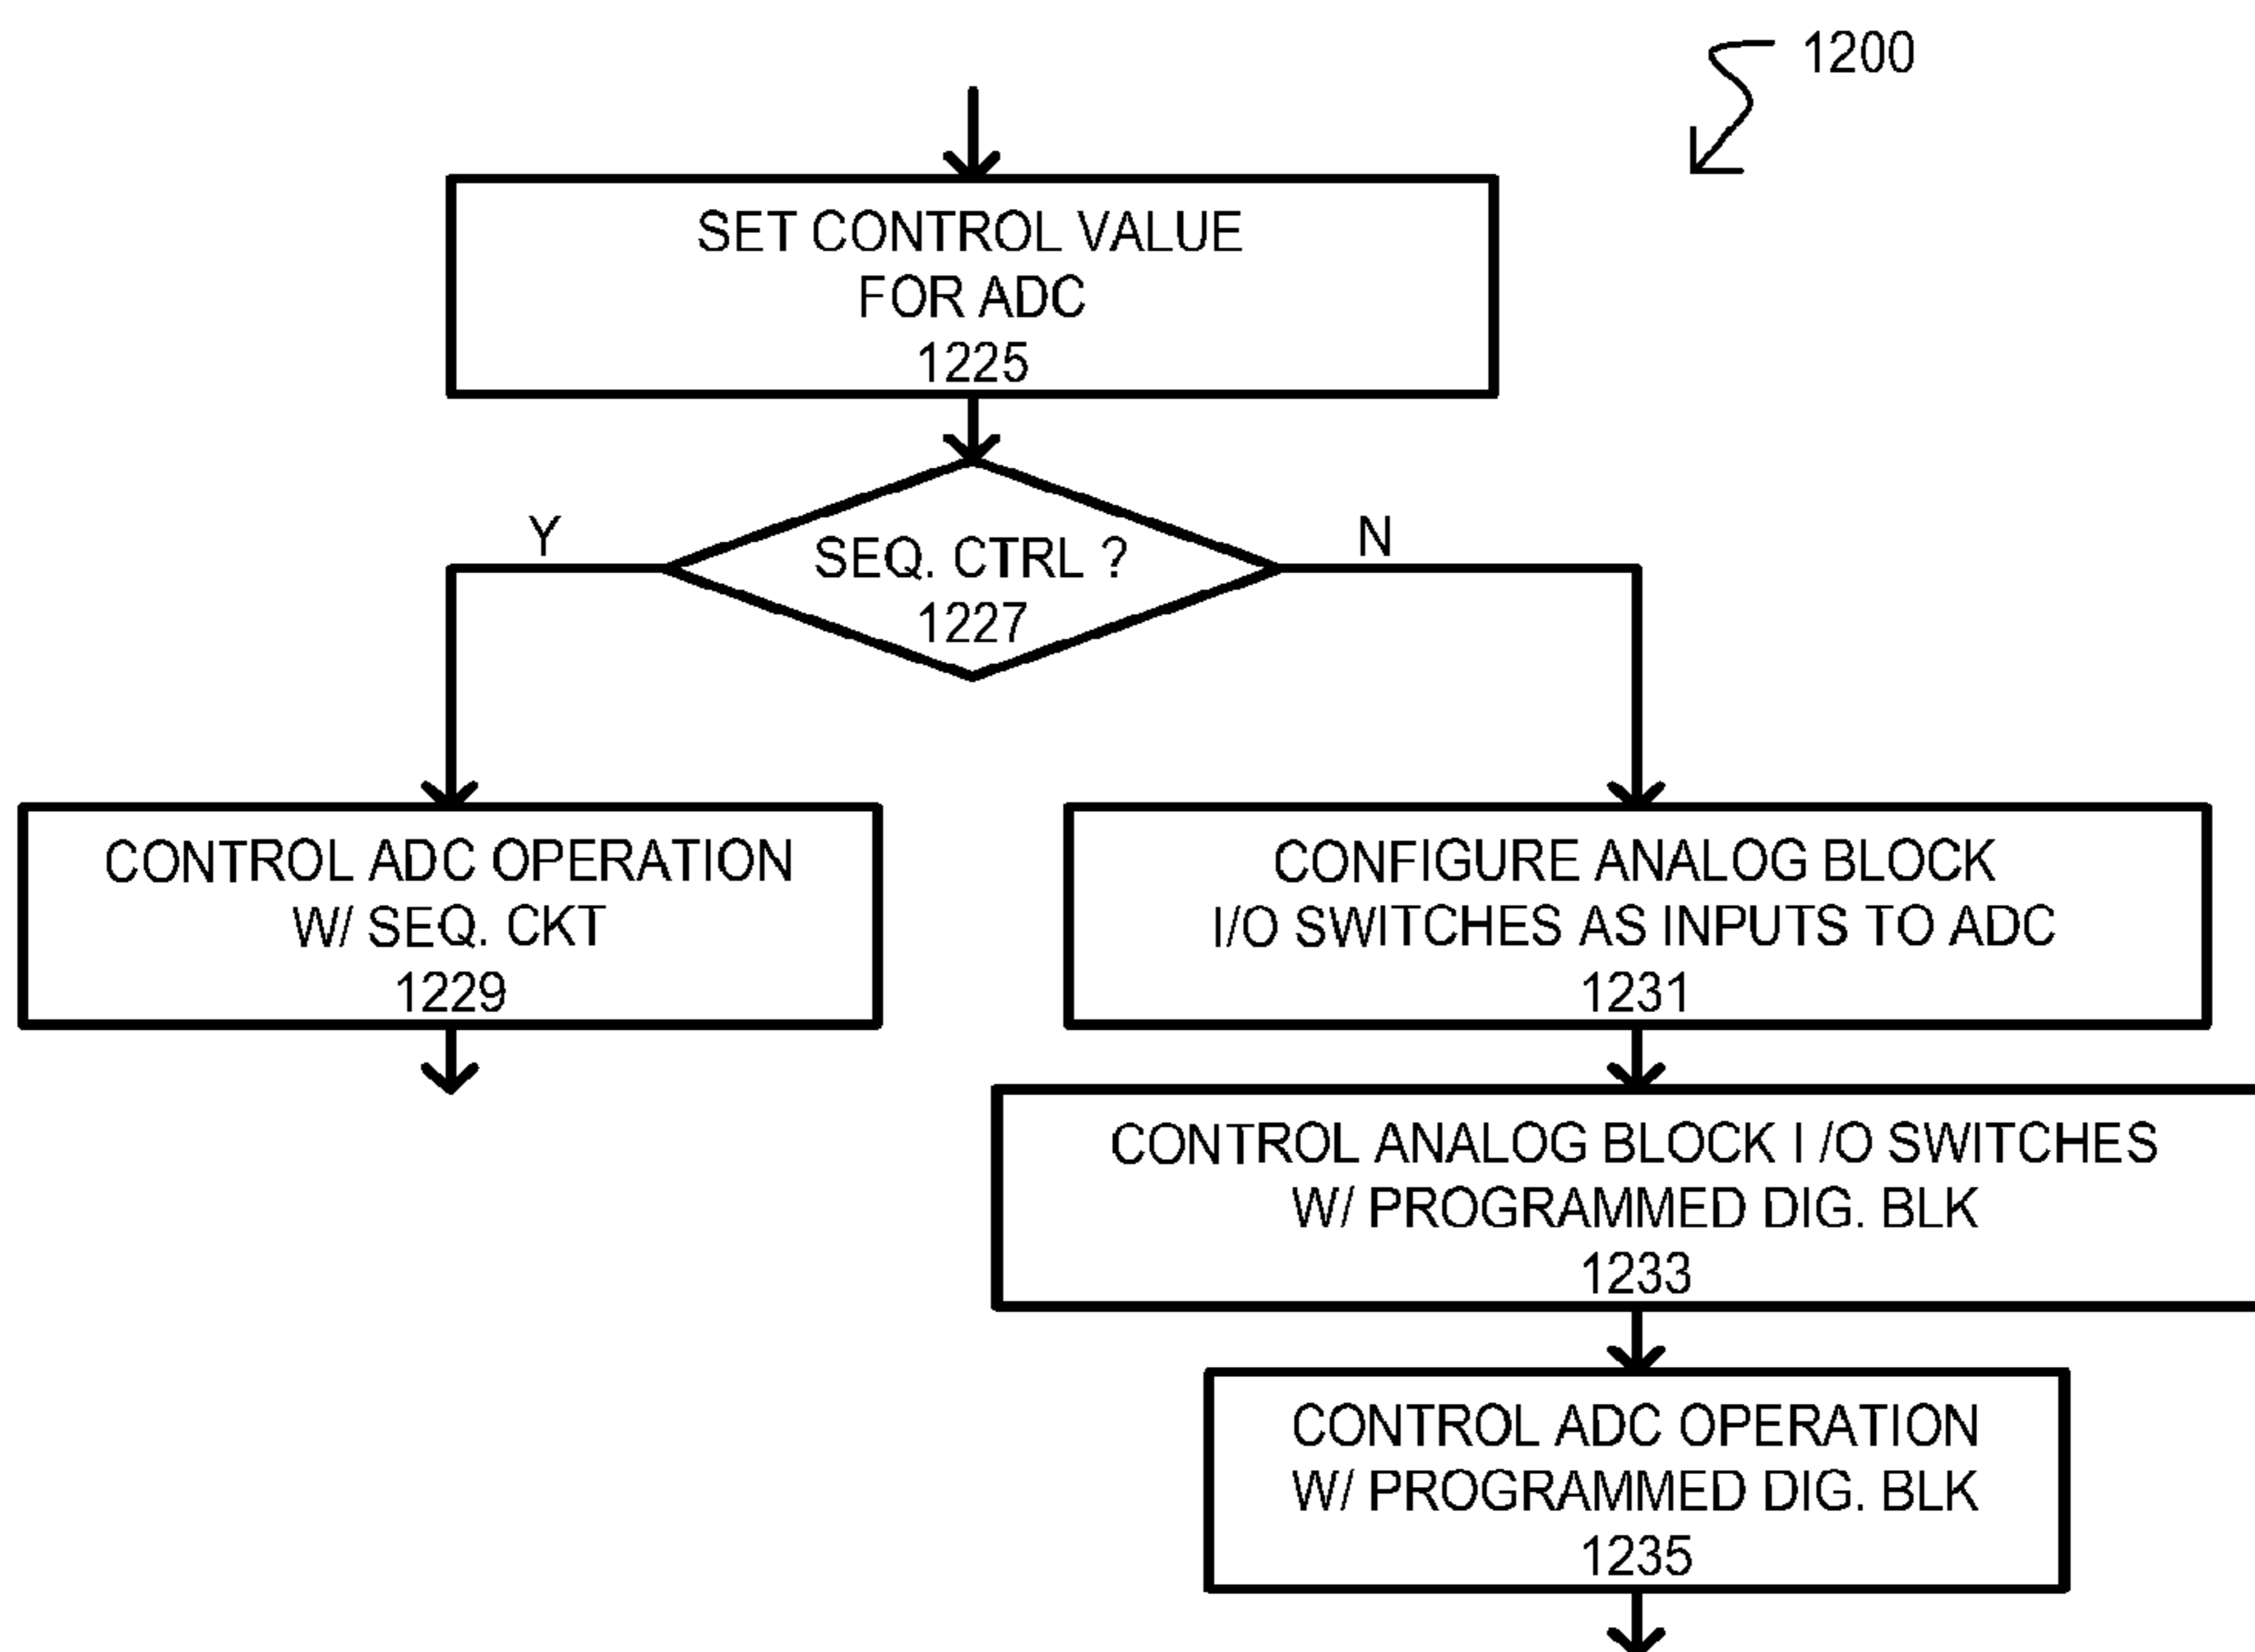 1200
SET CONTROL VALUE
FOR ADC
1225
Y
N
SEQ. CTRL ?
1227
CONTROL ADC OPERATION
W/ SEQ. CKT
1229
CONFIGURE ANALOG BLOCK
I/O SWITCHES AS INPUTS TO ADC
1231
CONTROL ANALOG BLOCK I /O SWITCHES
W/ PROGRAMMED DIG. BLK
1233
CONTROL ADC OPERATION
W/ PROGRAMMED DIG. BLK
1235